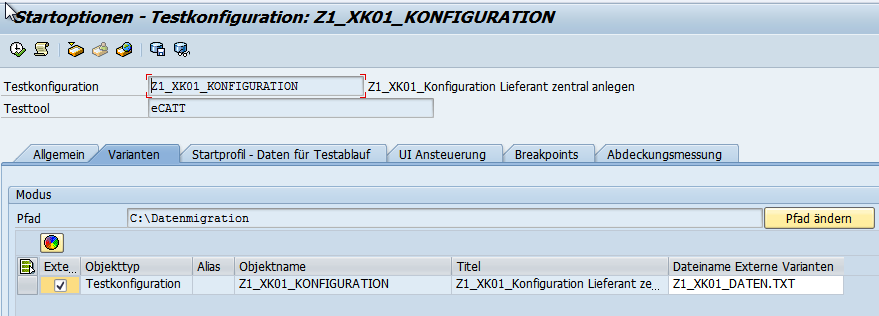 Startoptionen - Testkonfiguration: Z1_XK01_KONFIGURATION
Testkonfiguration Z1_XK01_KONFIGURATION Z1_XK01_Konfiguration Lieferant zentral anlegen
Testtool eCATT
Allgemein Varianten Startprofil - Daten für Testablauf UI Ansteuerung Breakpoints Abdeckungsmessung
Modus
Pfad C:\Datenmigration Pfad ändern
Exte... Objekttyp Alias Objektname Titel Dateiname Externe Varianten
Testkonfiguration Z1_XK01_KONFIGURATION Z1_XK01_Konfiguration Lieferant ze... Z1_XK01_DATEN.TXT